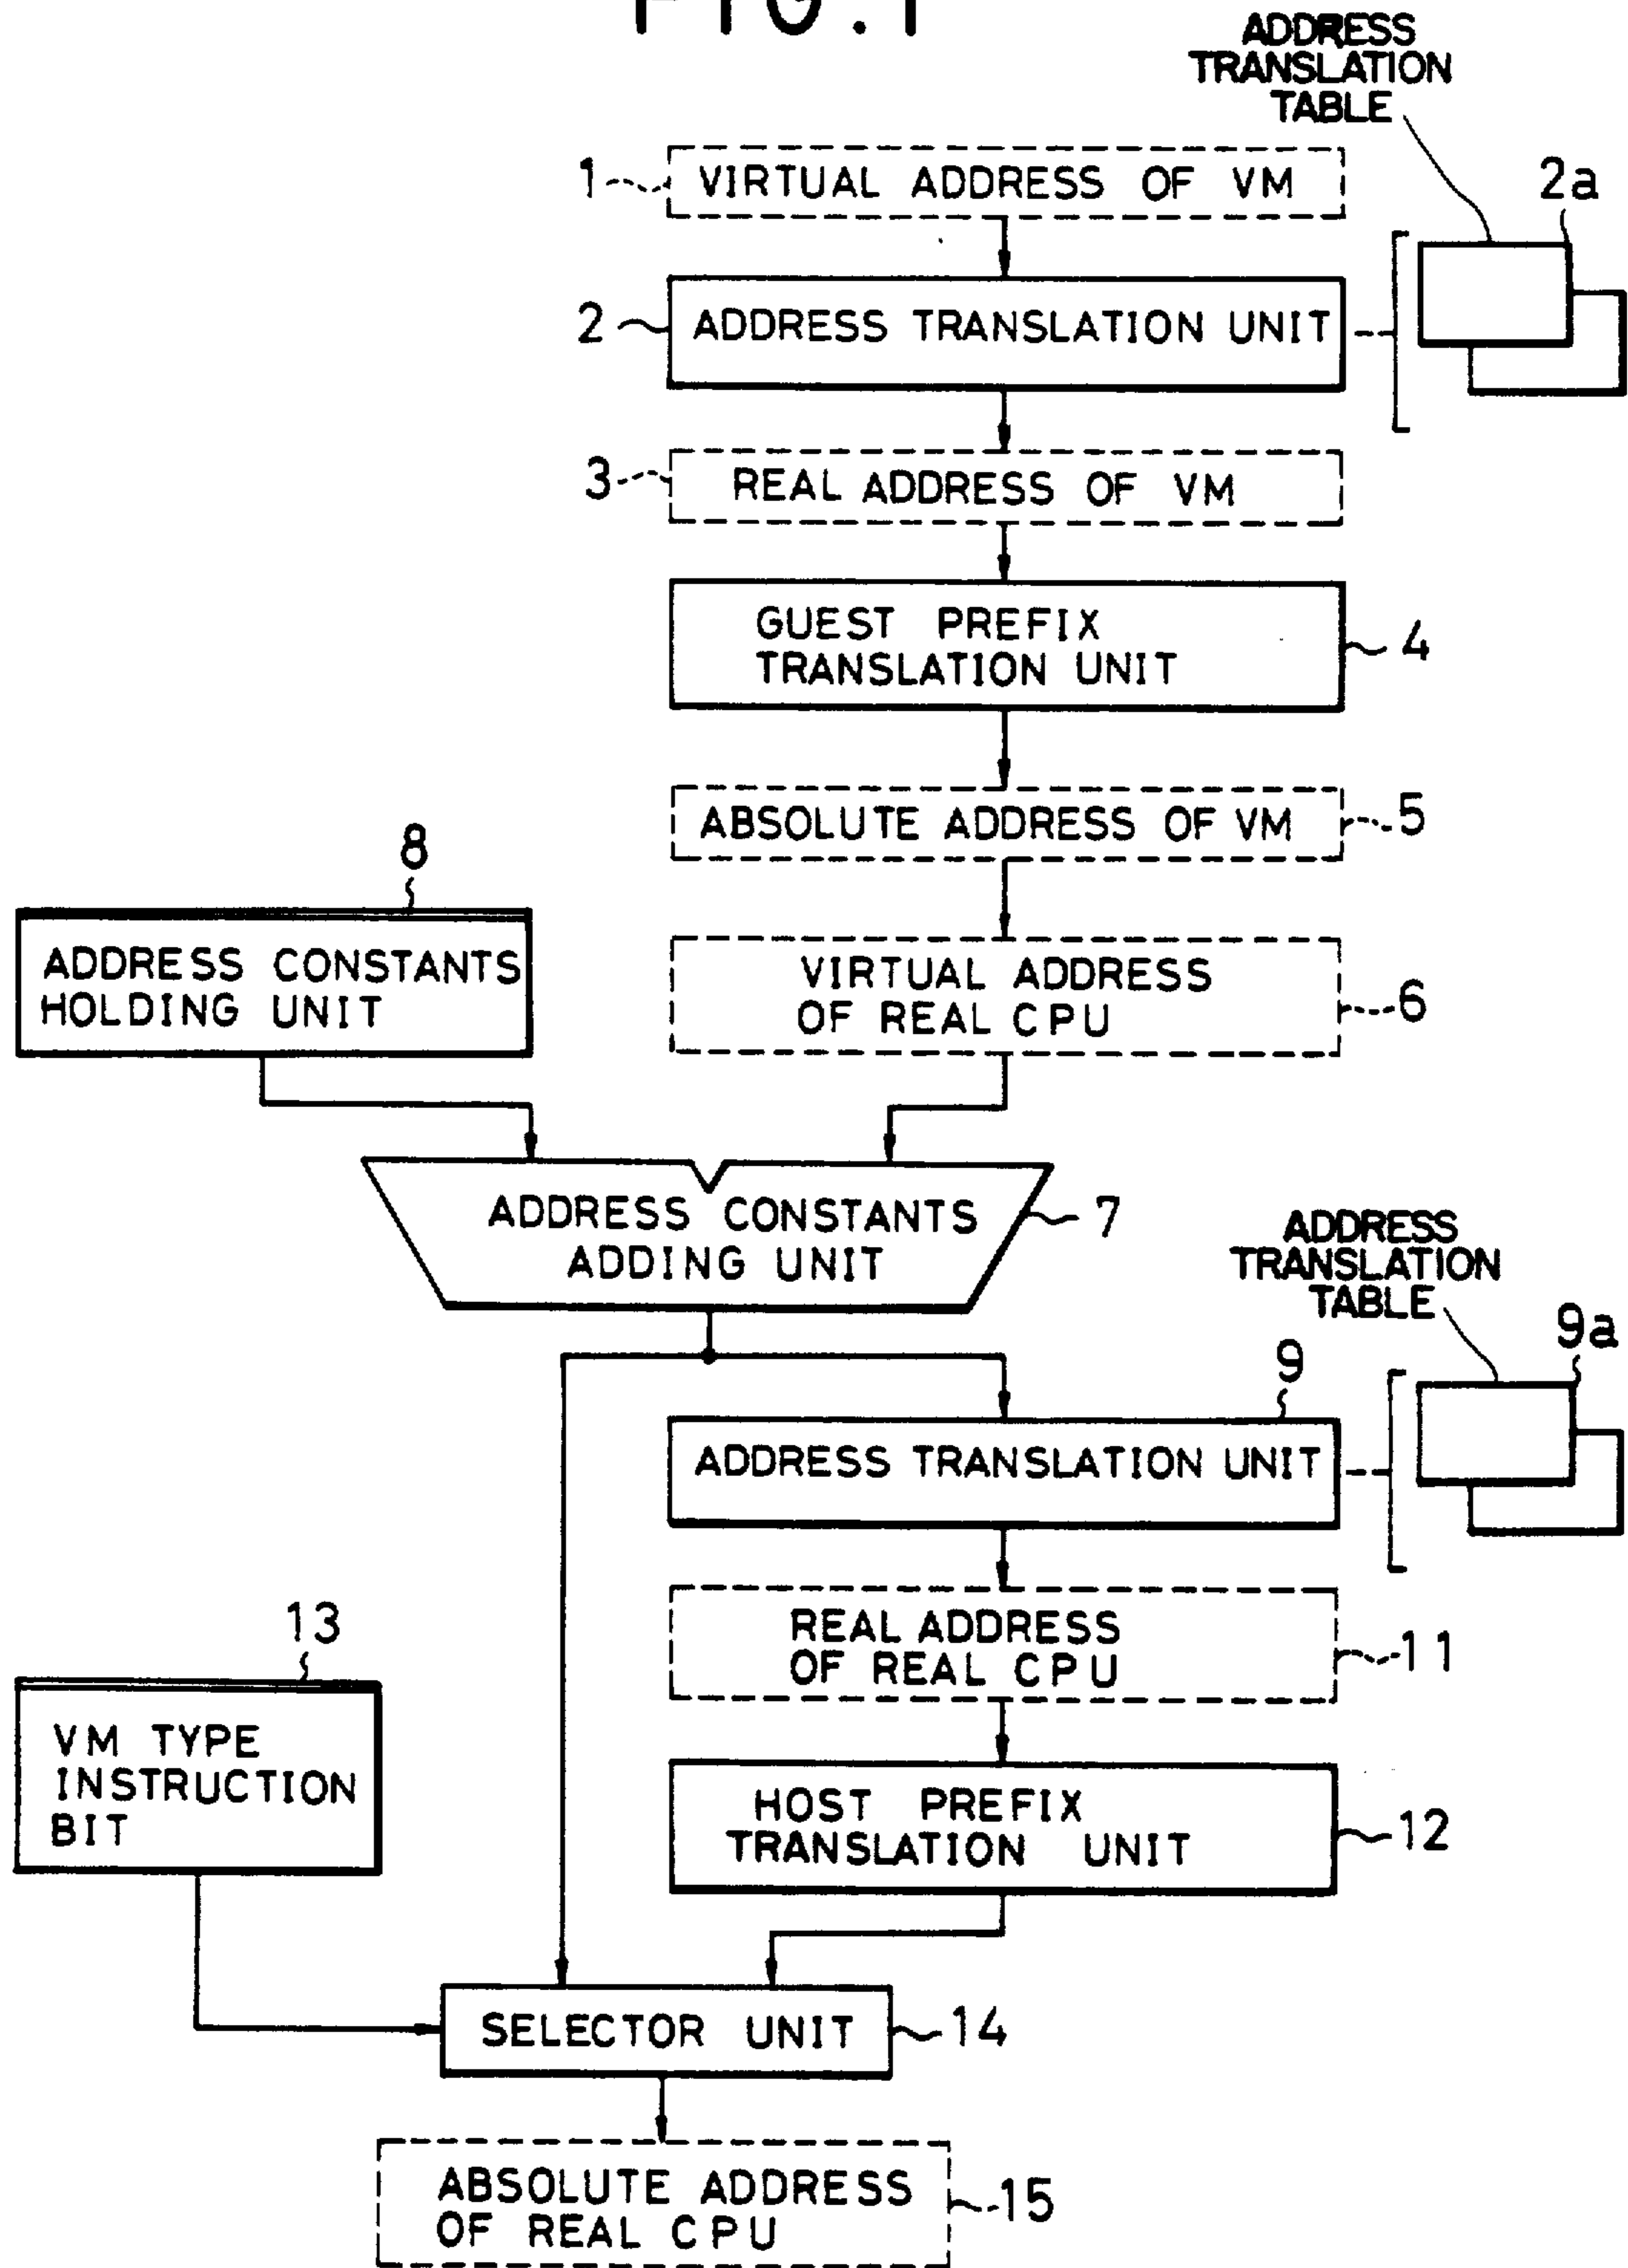 FIG.1
ADDRESS
TRANSLATION
TABLE
1
VIRTUAL ADDRESS OF VM
2a
2
ADDRESS TRANSLATION UNIT
3
REAL ADDRESS OF VM
GUEST PREFIX
TRANSLATION UNIT
4
ABSOLUTE ADDRESS OF VM
5
8
ADDRESS CONSTANTS
HOLDING UNIT
VIRTUAL ADDRESS
OF REAL CPU
6
ADDRESS CONSTANTS
ADDING UNIT
7
ADDRESS
TRANSLATION
TABLE
9
9a
ADDRESS TRANSLATION UNIT
REAL ADDRESS
OF REAL CPU
11
13
VM TYPE
INSTRUCTION
BIT
HOST PREFIX
TRANSLATION UNIT
12
SELECTOR UNIT
14
ABSOLUTE ADDRESS
OF REAL CPU
15